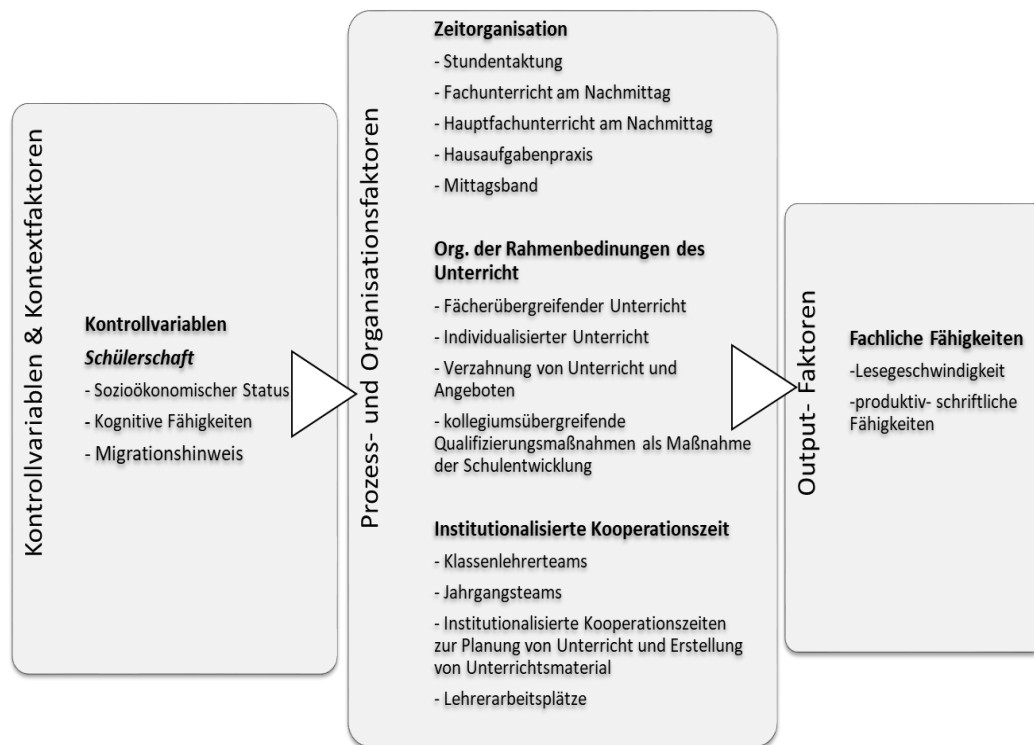 Kontrollvariablen & Kontextfaktoren
Kontrollvariablen
Schülerschaft
- Sozioökonomischer Status
- Kognitive Fähigkeiten
- Migrationshinweis
Prozess- und Organisationsfaktoren
Zeitorganisation
- Stundentaktung
- Fachunterricht am Nachmittag
- Hauptfachunterricht am Nachmittag
- Hausaufgabenpraxis
- Mittagsband
Org. der Rahmenbedinungen des
Unterricht
- Fächerübergreifender Unterricht
- Individualisierter Unterricht
- Verzahnung von Unterricht und
Angeboten
- kollegiumsübergreifende
Qualifizierungsmaßnahmen als Maßnahme
der Schulentwicklung
Institutionalisierte Kooperationszeit
- Klassenlehrerteams
- Jahrgangsteams
- Institutionalisierte Kooperationszeiten
zur Planung von Unterricht und Erstellung
von Unterrichtsmaterial
- Lehrerarbeitsplätze
Output- Faktoren
Fachliche Fähigkeiten
-Lesegeschwindigkeit
-produktiv- schriftliche
Fähigkeiten